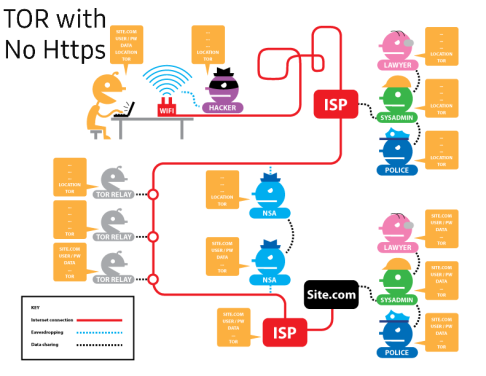 TOR with
No Https
SITE.COM
USER / PW
DATA
LOCATION
TOR
...
...
...
LOCATION
TOR
WIFI
HACKER
ISP
...
...
...
LOCATION
TOR
LAWYER
...
...
...
LOCATION
TOR
SYSADMIN
...
...
...
LOCATION
TOR
POLICE
...
...
...
LOCATION
TOR
TOR RELAY
...
...
...
...
TOR
TOR RELAY
SITE.COM
USER / PW
DATA
...
TOR
TOR RELAY
...
...
...
LOCATION
TOR
NSA
SITE.COM
USER / PW
DATA
...
TOR
NSA
SITE.COM
USER / PW
DATA
...
TOR
ISP
Site.com
SITE.COM
USER / PW
DATA
...
TOR
LAWYER
SITE.COM
USER / PW
DATA
...
TOR
SYSADMIN
SITE.COM
USER / PW
DATA
...
TOR
POLICE
KEY
Internet connection
Eavesdropping
Data sharing